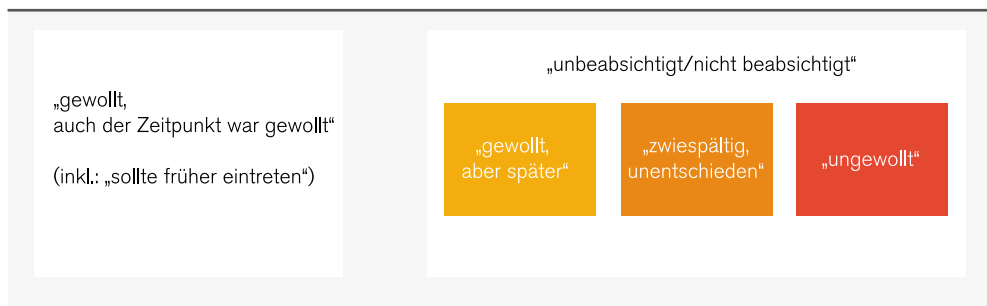 „gewollt,
auch der Zeitpunkt war gewollt“
(inkl.: „sollte früher eintreten“)
„unbeabsichtigt/nicht beabsichtigt“
„gewollt,
aber später“
„zwiespältig,
unentschieden“
„ungewollt“